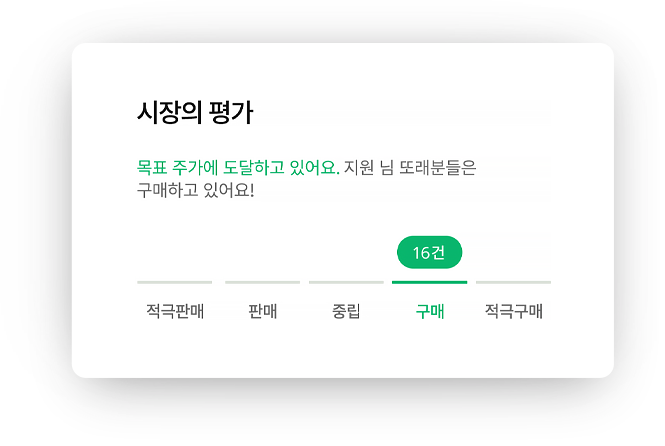 시장의 평가
목표 주가에 도달하고 있어요. 지원 님 또래분들은
구매하고 있어요!
16건
적극판매 판매 중립 구매 적극구매